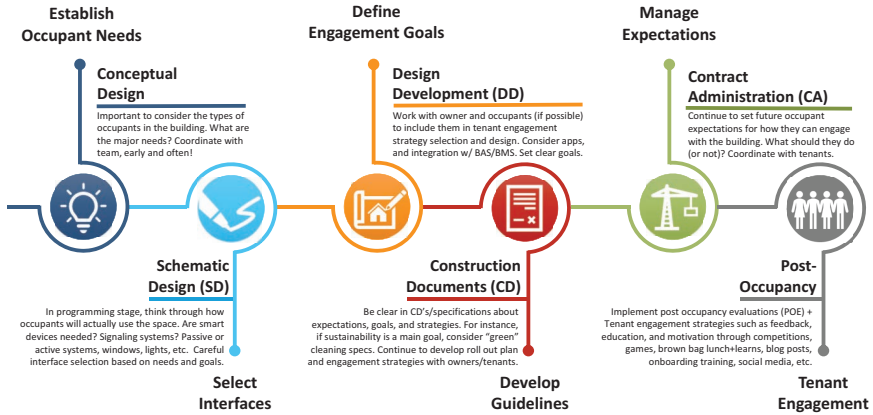 Establish
Occupant Needs
Conceptual
Design
Important to consider the types of
occupants in the building. What are
the major needs? Coordinate with
team, early and often!
Schematic
Design (SD)
In programming stage, think through how
occupants will actually use the space. Are smart
devices needed? Signaling systems? Passive or
active systems, windows, lights, etc. Careful
interface selection based on needs and goals.
Select
Interfaces
Define
Engagement Goals
Design
Development (DD)
Work with owner and occupants (if possible)
to include them in tenant engagement
strategy selection and design. Consider apps,
and integration w/ BAS/BMS. Set clear goals.
Construction
Documents (CD)
Be clear in CD's/specifications about
expectations, goals, and strategies. For instance,
if sustainability is a main goal, consider “green”
cleaning specs. Continue to develop roll out plan
and engagement strategies with owners/tenants.
Develop
Guidelines
Manage
Expectations
Contract
Administration (CA)
Continue to set future occupant
expectations for how they can engage
with the building. What should they do
(or not)? Coordinate with tenants.
Post-
Occupancy
Implement post occupancy evaluations (POE) +
Tenant engagement strategies such as feedback,
education, and motivation through competitions,
games, brown bag lunch+learns, blog posts,
onboarding training, social media, etc.
Tenant
Engagement